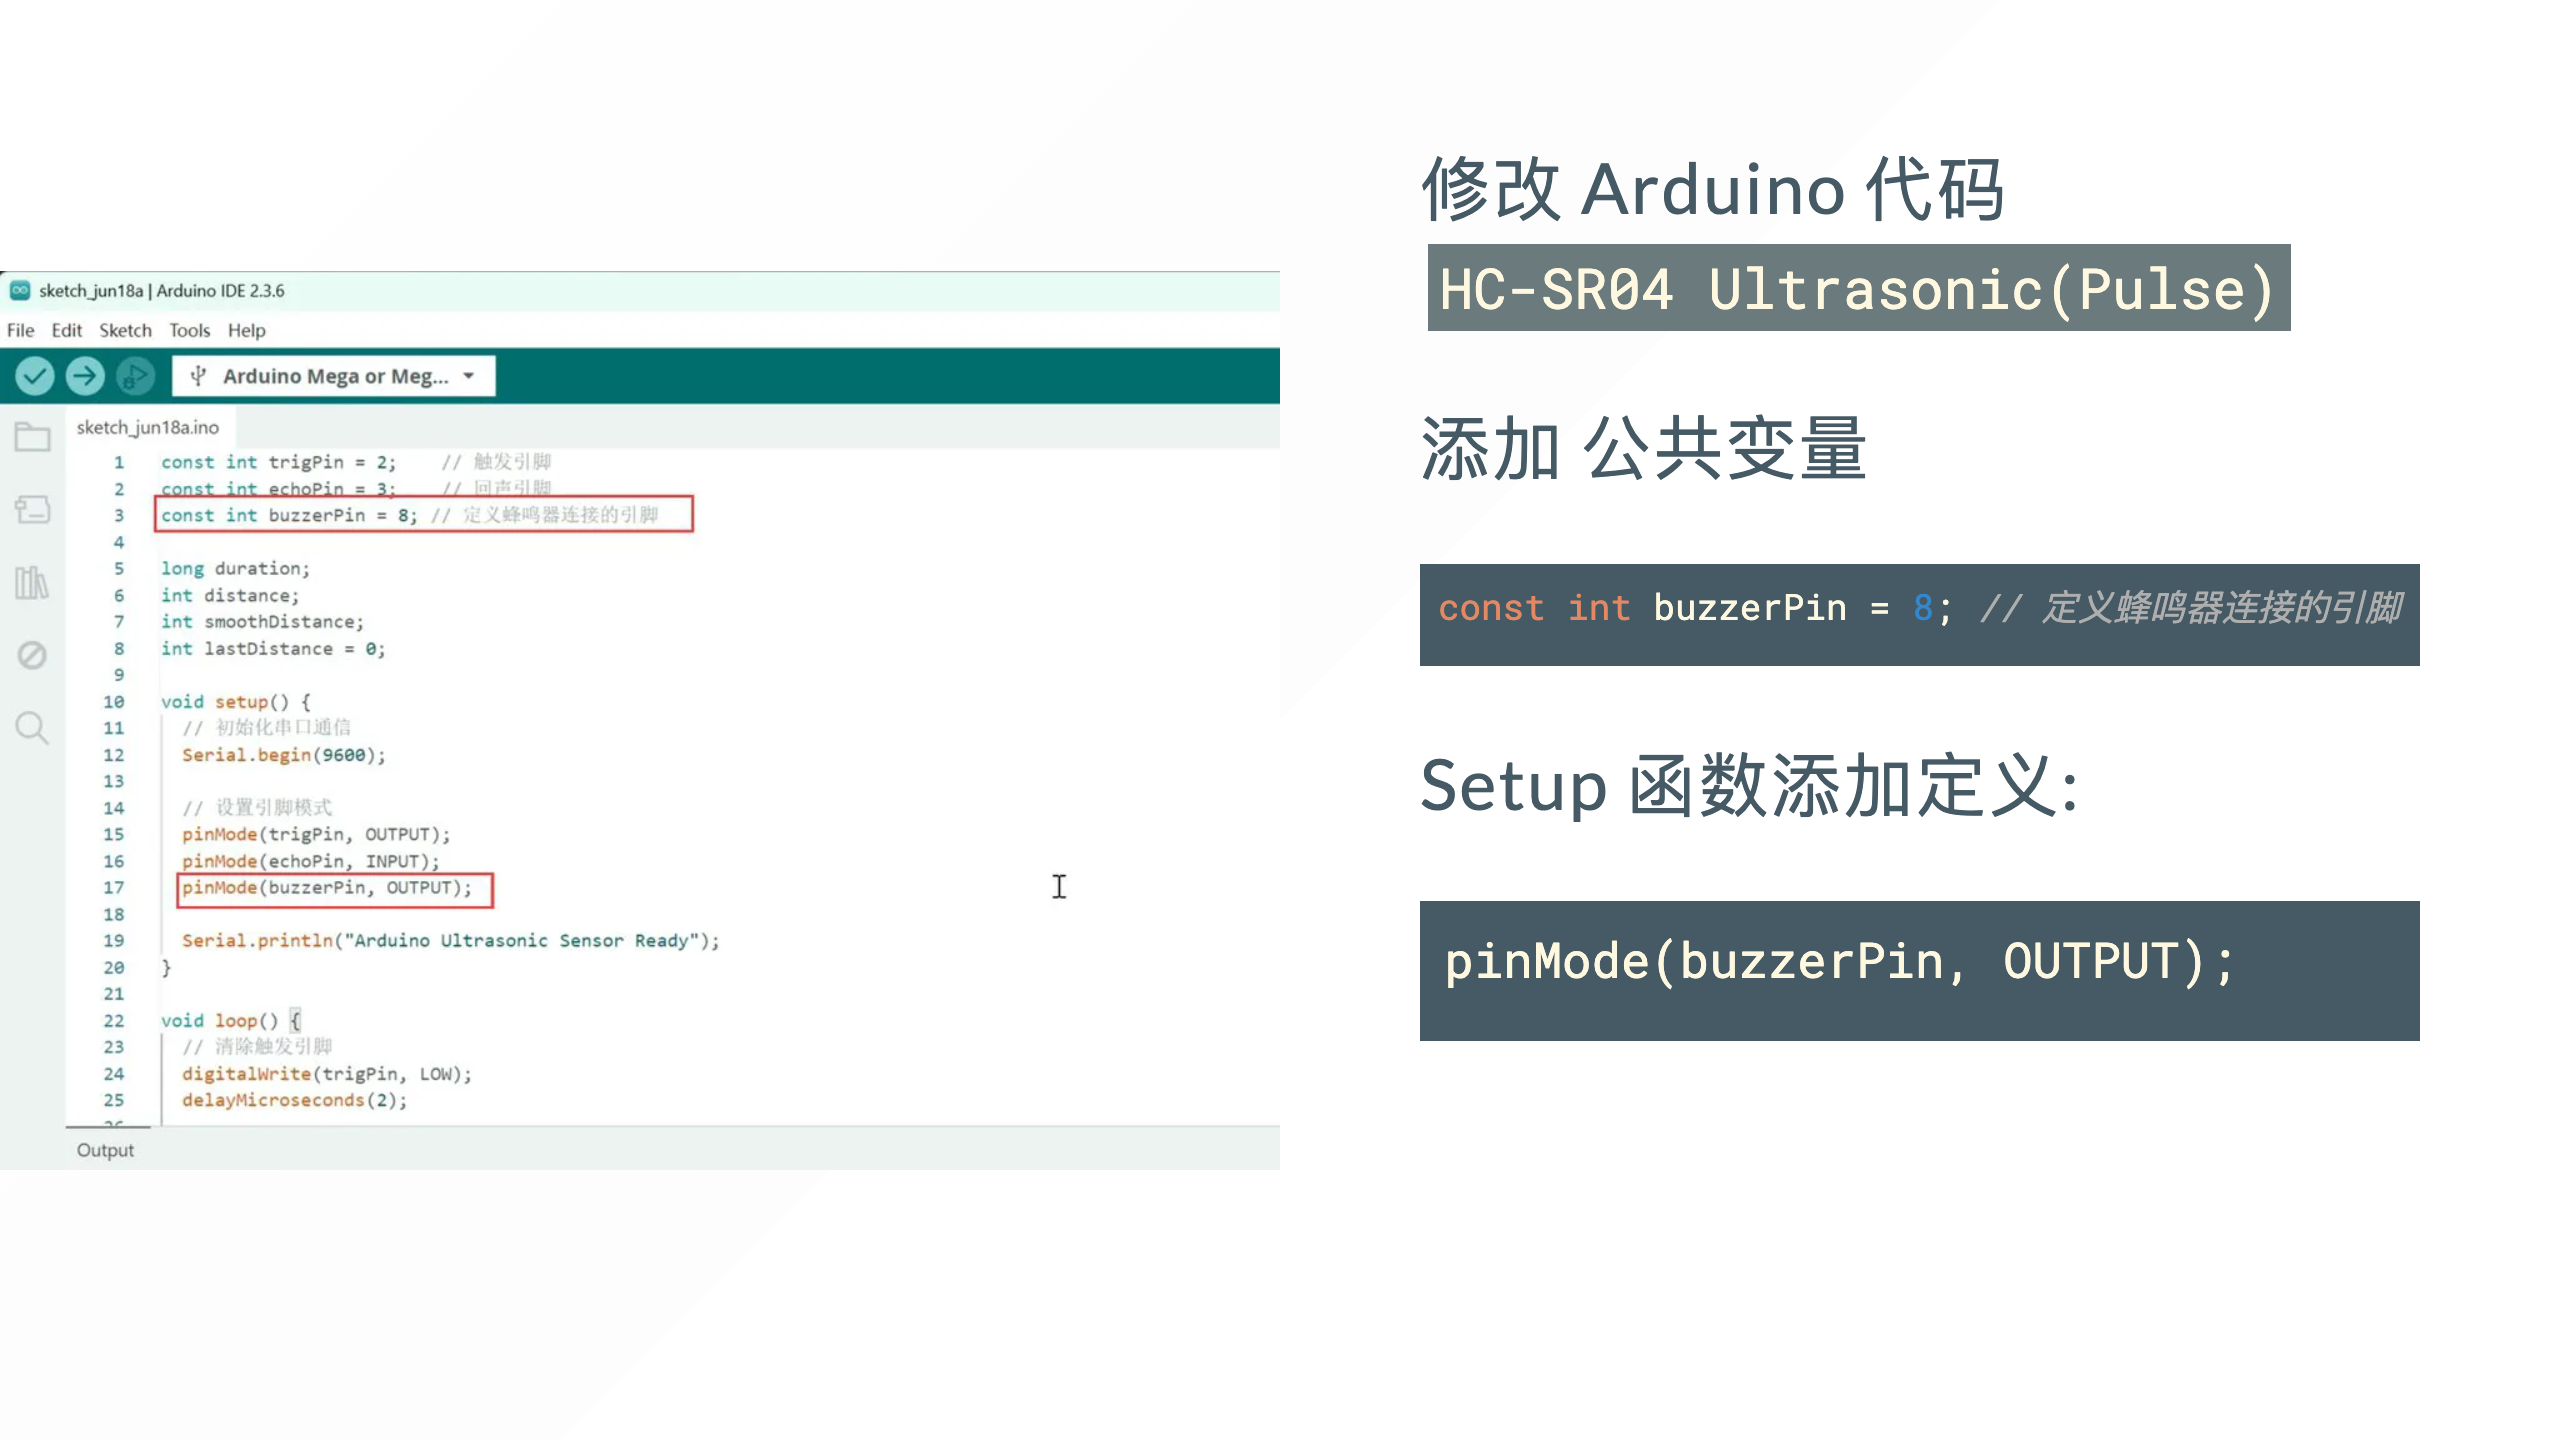 sketch_jun18a | Arduino IDE 2.3.6
File Edit Sketch Tools Help
Arduino Mega or Meg...
sketch_jun18a.ino
1 const int trigPin = 2; // 触发引脚
2 const int echoPin = 3; // 回声引脚
3 const int buzzerPin = 8; // 定义蜂鸣器连接的引脚
4
5 long duration;
6 int distance;
7 int smoothDistance;
8 int lastDistance = 0;
9
10 void setup() {
11 // 初始化串口通信
12 Serial.begin(9600);
13
14 // 设置引脚模式
15 pinMode(trigPin, OUTPUT);
16 pinMode(echoPin, INPUT);
17 pinMode(buzzerPin, OUTPUT);
18
19 Serial.println("Arduino Ultrasonic Sensor Ready");
20 }
21
22 void loop() {
23 // 清除触发引脚
24 digitalWrite(trigPin, LOW);
25 delayMicroseconds(2);
Output
修改 Arduino 代码
HC-SR04 Ultrasonic(Pulse)
添加 公共变量
const int buzzerPin = 8; // 定义蜂鸣器连接的引脚
Setup 函数添加定义:
pinMode(buzzerPin, OUTPUT);